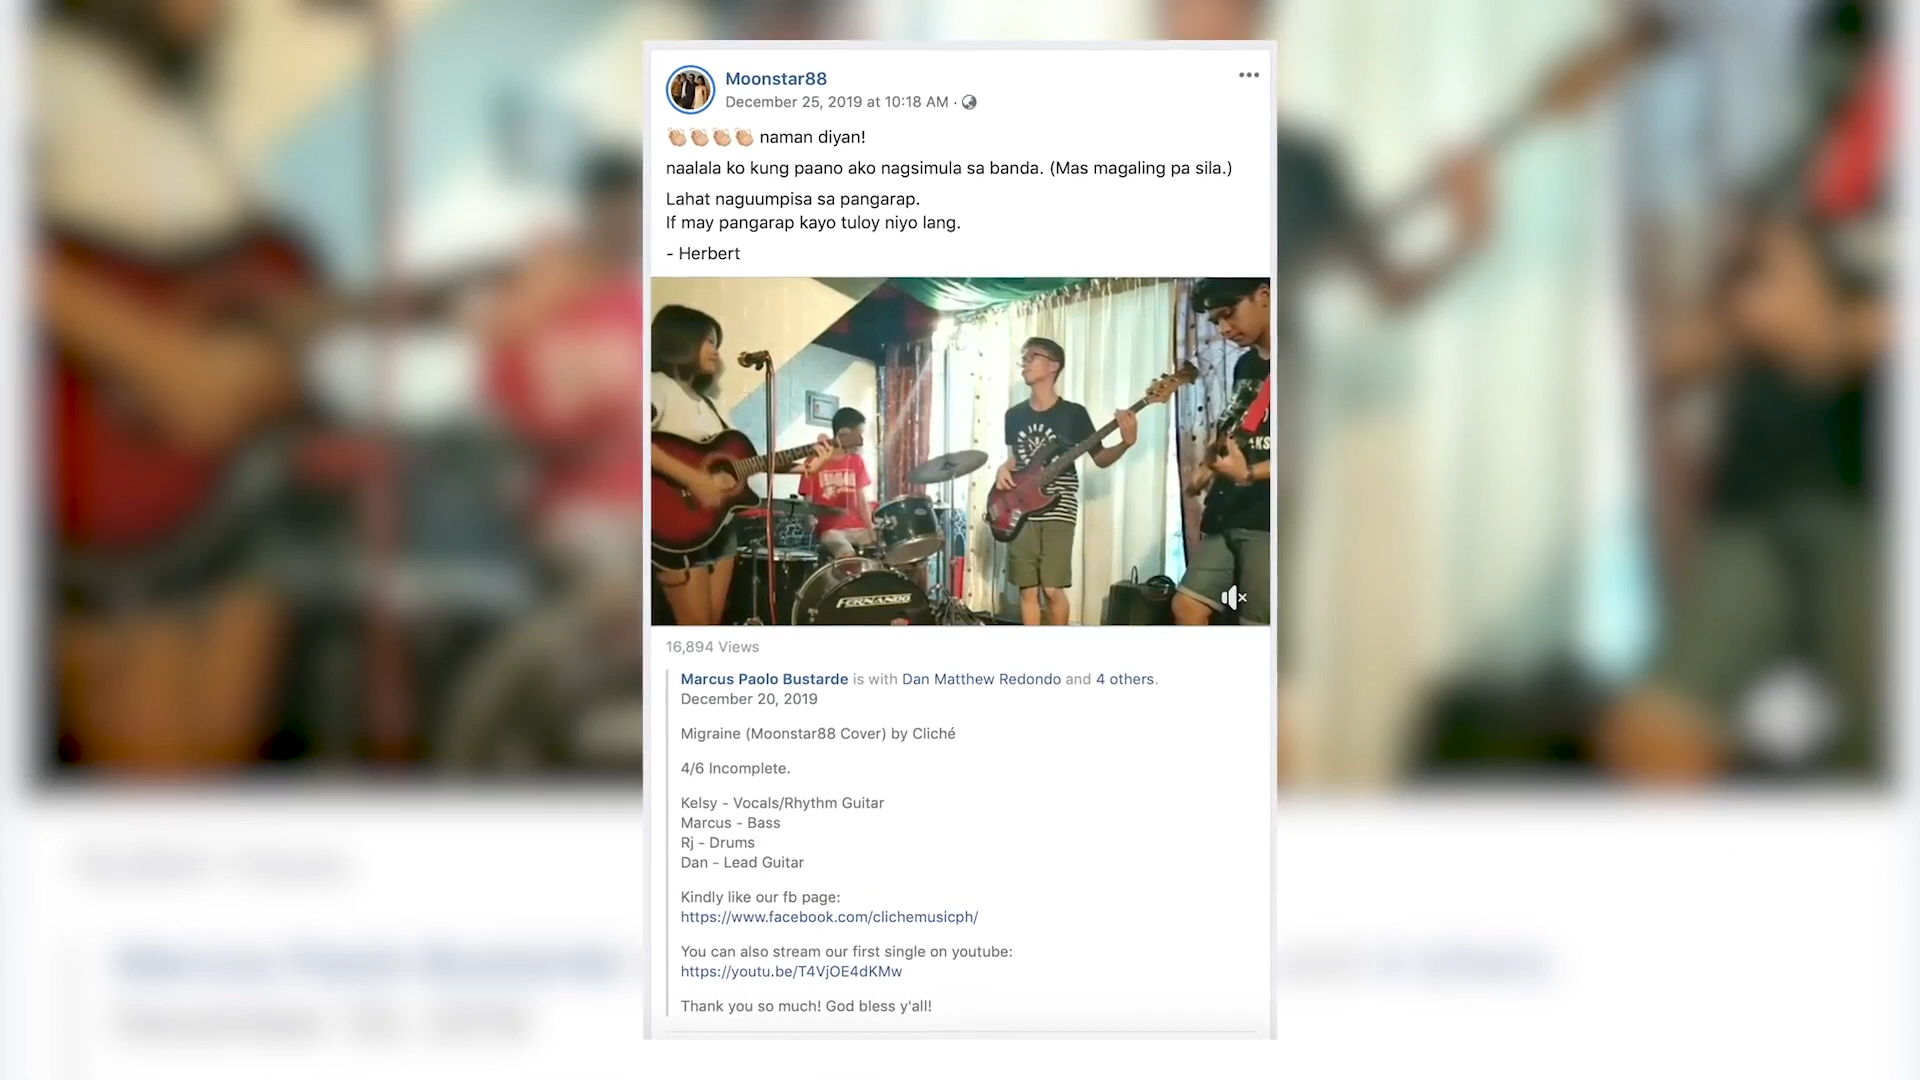 Moonstar88
December 25, 2019 at 10:18 AM ·
👏🏼👏🏼👏🏼👏🏼 naman diyan!
naalala ko kung paano ako nagsimula sa banda. (Mas magaling pa sila.)
Lahat naguumpisa sa pangarap.
If may pangarap kayo tuloy niyo lang.
- Herbert
FERNANDO
16,894 Views
Marcus Paolo Bustarde is with Dan Matthew Redondo and 4 others.
December 20, 2019
Migraine (Moonstar88 Cover) by Cliché
4/6 Incomplete.
Kelsy - Vocals/Rhythm Guitar
Marcus - Bass
Rj - Drums
Dan - Lead Guitar
Kindly like our fb page:
https://www.facebook.com/clichemusicph/
You can also stream our first single on youtube:
https://youtu.be/T4VjOE4dKMw
Thank you so much! God bless y'all!